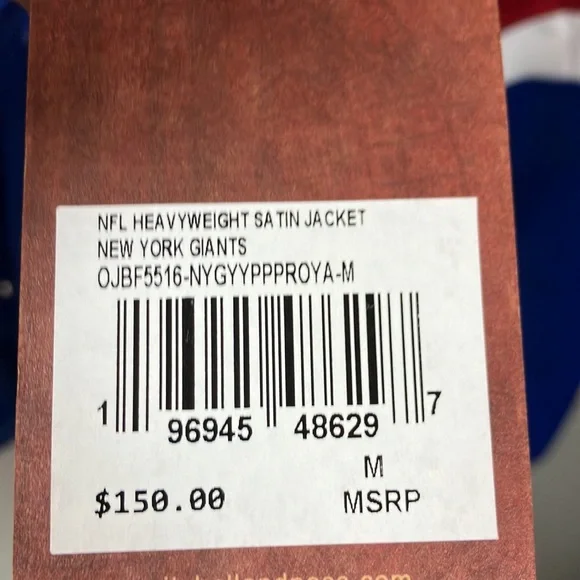 NFL HEAVYWEIGHT SATIN JACKET
NEW YORK GIANTS
OJBF5516-NYGYYPPPROYA-M
1 96945 48629 7
M
$150.00 MSRP